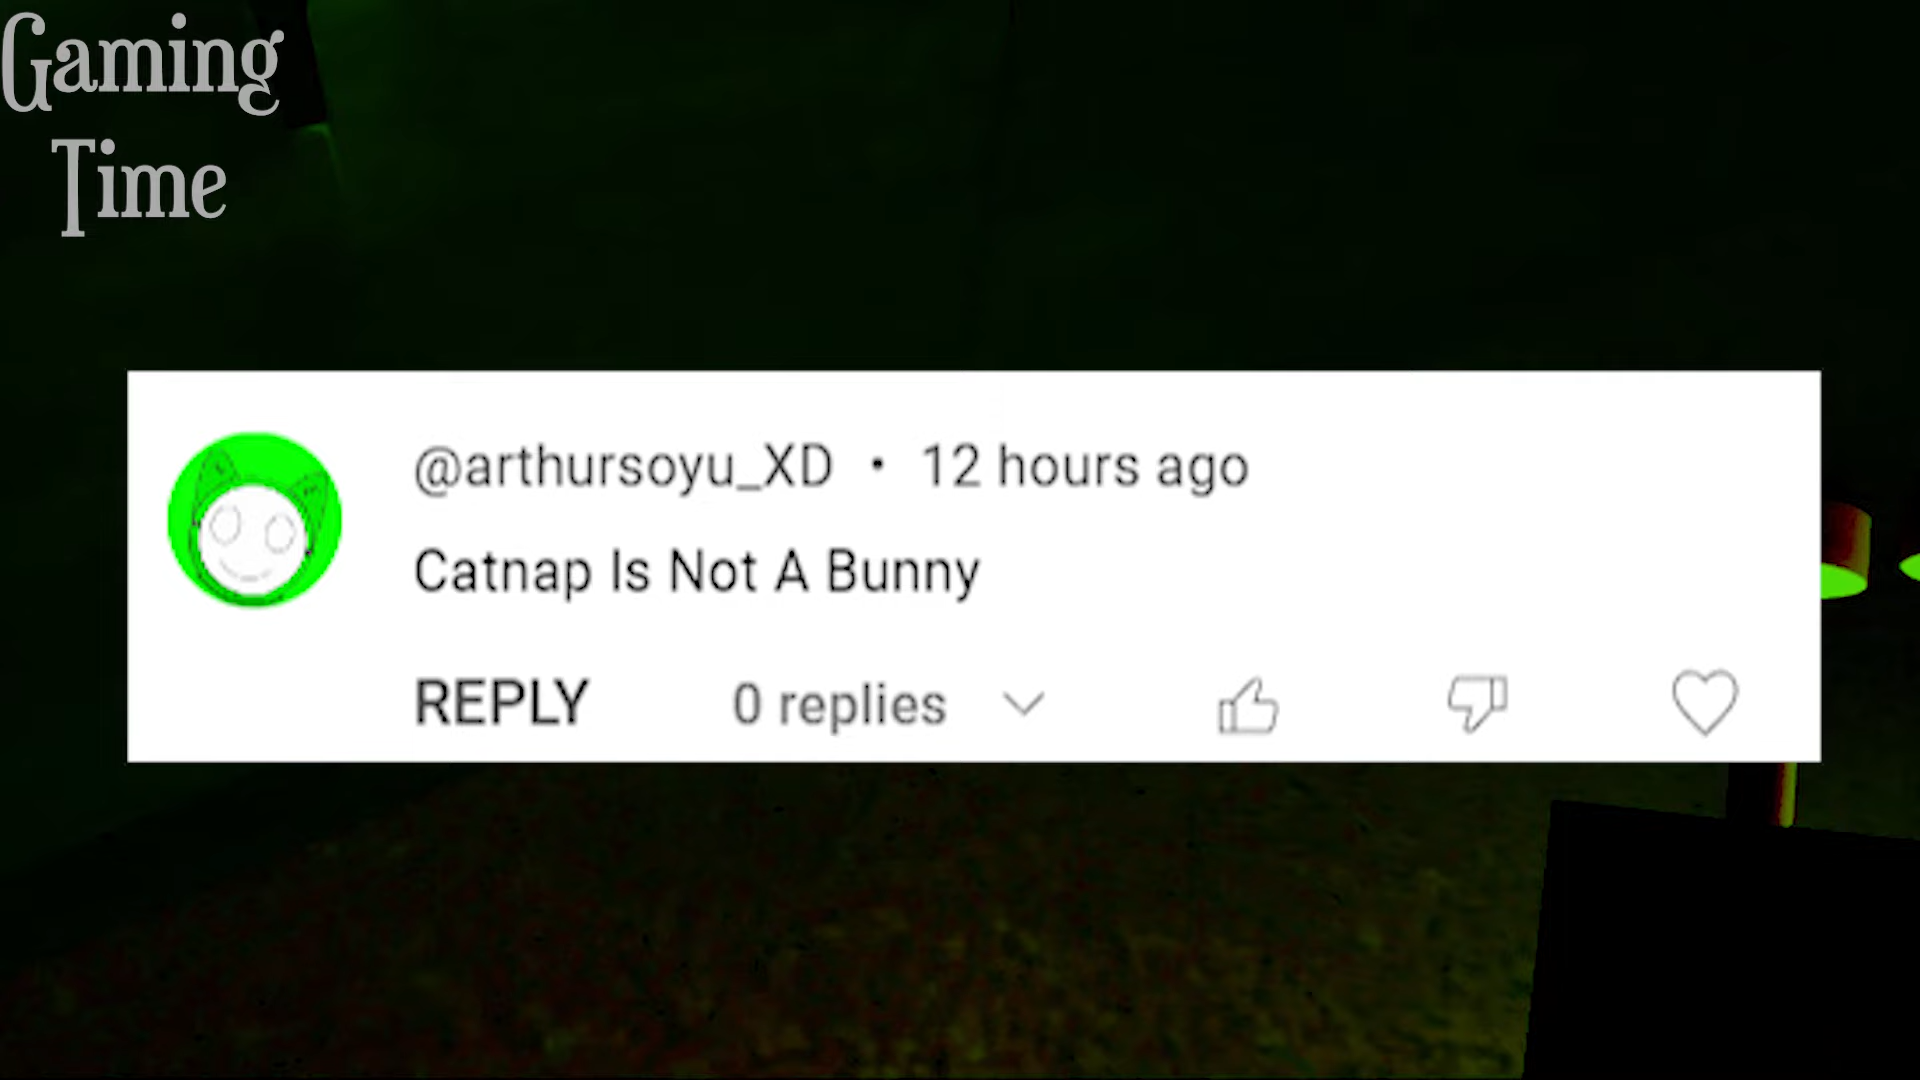 Gaming
Time
@arthursoyu_XD • 12 hours ago
Catnap Is Not A Bunny
REPLY 0 replies